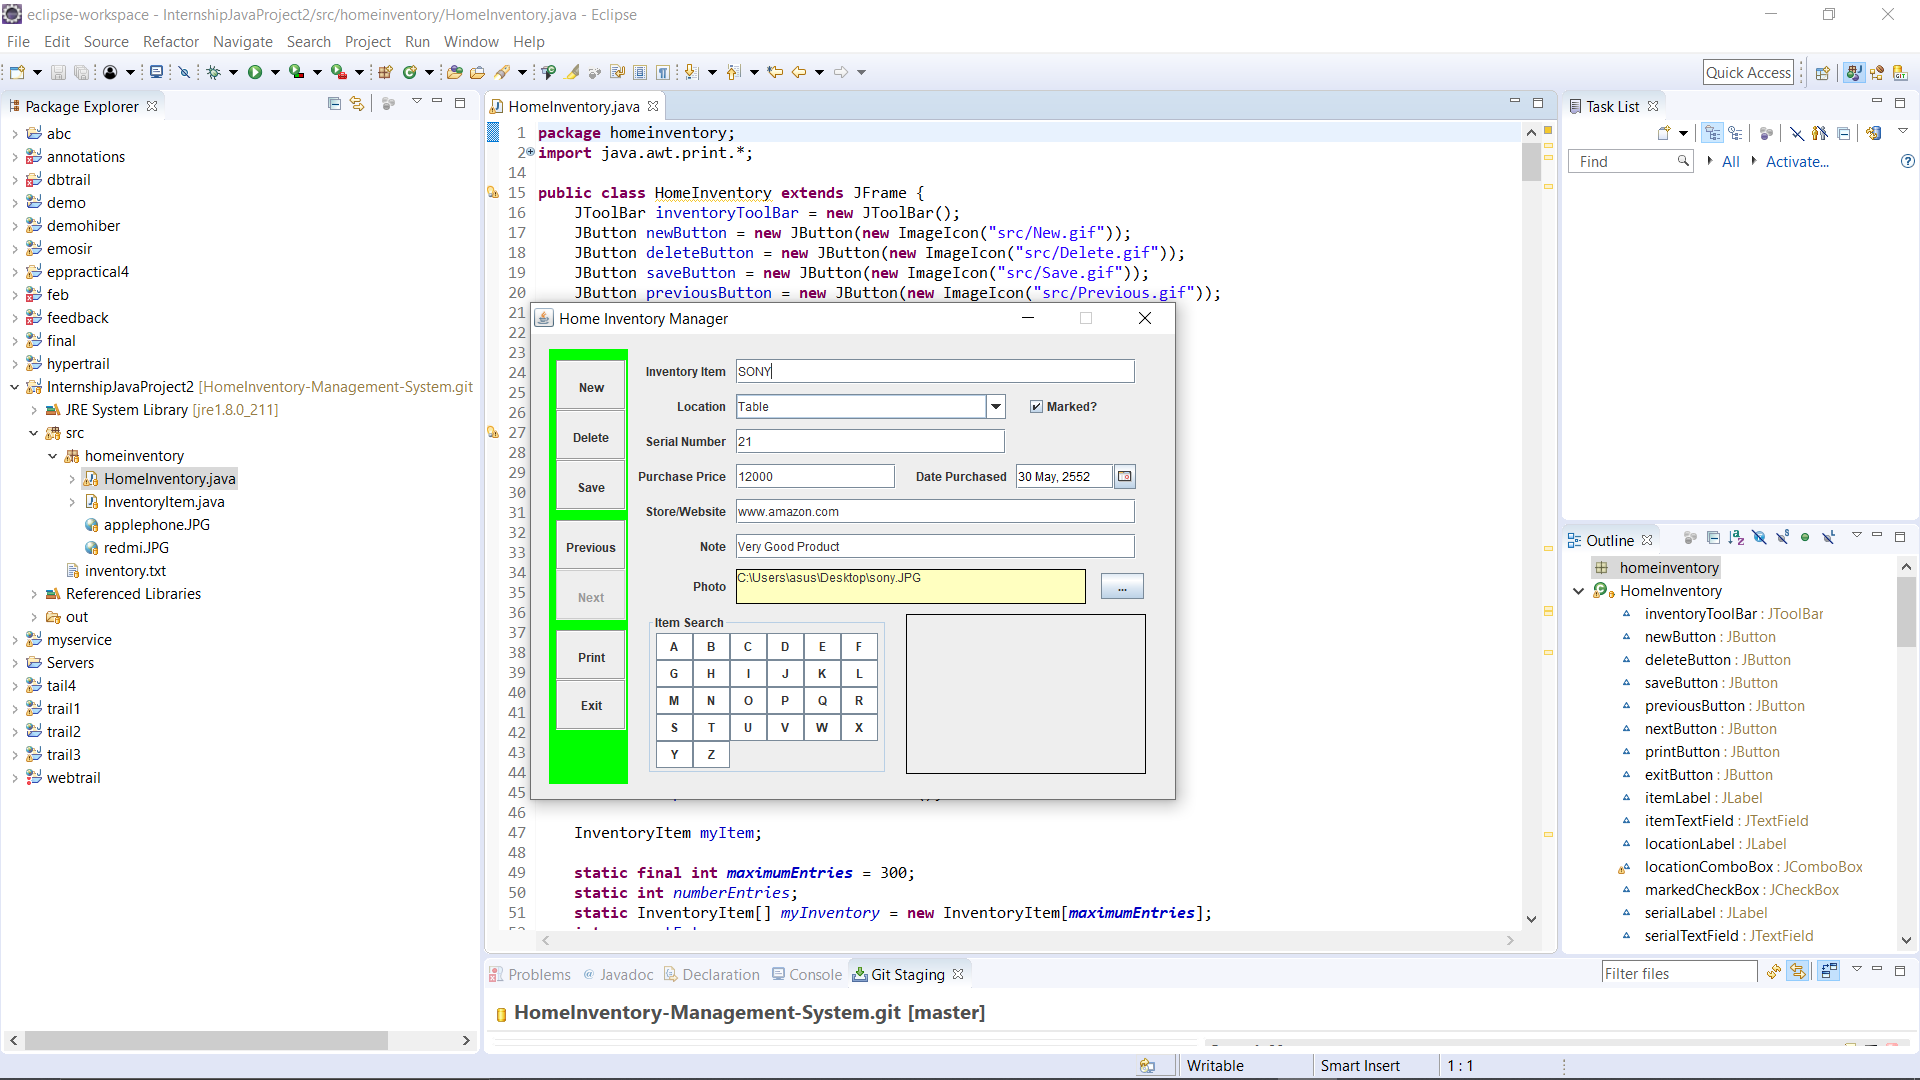 eclipse-workspace - InternshipJavaProject2/src/homeinventory/HomeInventory.java - Eclipse
File Edit Source Refactor Navigate Search Project Run Window Help
Quick Access
Package Explorer
abc
annotations
dbtrail
demo
demohiber
emosir
eppractical4
feb
feedback
final
hypertrail
InternshipJavaProject2 [HomeInventory-Management-System.git
JRE System Library [jre1.8.0_211]
src
homeinventory
HomeInventory.java
InventoryItem.java
applephone.JPG
redmi.JPG
inventory.txt
Referenced Libraries
out
myservice
Servers
tail4
trail1
trail2
trail3
webtrail
HomeInventory.java
1 package homeinventory;
2 import java.awt.print.*;
14
15 public class HomeInventory extends JFrame {
16 JToolBar inventoryToolBar = new JToolBar();
17 JButton newButton = new JButton(new ImageIcon("src/New.gif"));
18 JButton deleteButton = new JButton(new ImageIcon("src/Delete.gif"));
19 JButton saveButton = new JButton(new ImageIcon("src/Save.gif"));
20 JButton previousButton = new JButton(new ImageIcon("src/Previous.gif"));
21
22
23
24
25
26
27
28
29
30
31
32
33
34
35
36
37
38
39
40
41
42
43
44
45
46
47 InventoryItem myItem;
48
49 static final int maximumEntries = 300;
50 static int numberEntries;
51 static InventoryItem[] myInventory = new InventoryItem[maximumEntries];
Home Inventory Manager
New
Delete
Save
Previous
Next
Print
Exit
Inventory Item SONY
Location Table Marked?
Serial Number 21
Purchase Price 12000 Date Purchased 30 May, 2552
Store/Website www.amazon.com
Note Very Good Product
Photo C:\Users\asus\Desktop\sony.JPG ...
Item Search
A B C D E F
G H I J K L
M N O P Q R
S T U V W X
Y Z
Task List
Find All Activate...
Outline
homeinventory
HomeInventory
inventoryToolBar : JToolBar
newButton : JButton
deleteButton : JButton
saveButton : JButton
previousButton : JButton
nextButton : JButton
printButton : JButton
exitButton : JButton
itemLabel : JLabel
itemTextField : JTextField
locationLabel : JLabel
locationComboBox : JComboBox
markedCheckBox : JCheckBox
serialLabel : JLabel
serialTextField : JTextField
Problems Javadoc Declaration Console Git Staging
Filter files
HomeInventory-Management-System.git [master]
Writable Smart Insert 1 : 1